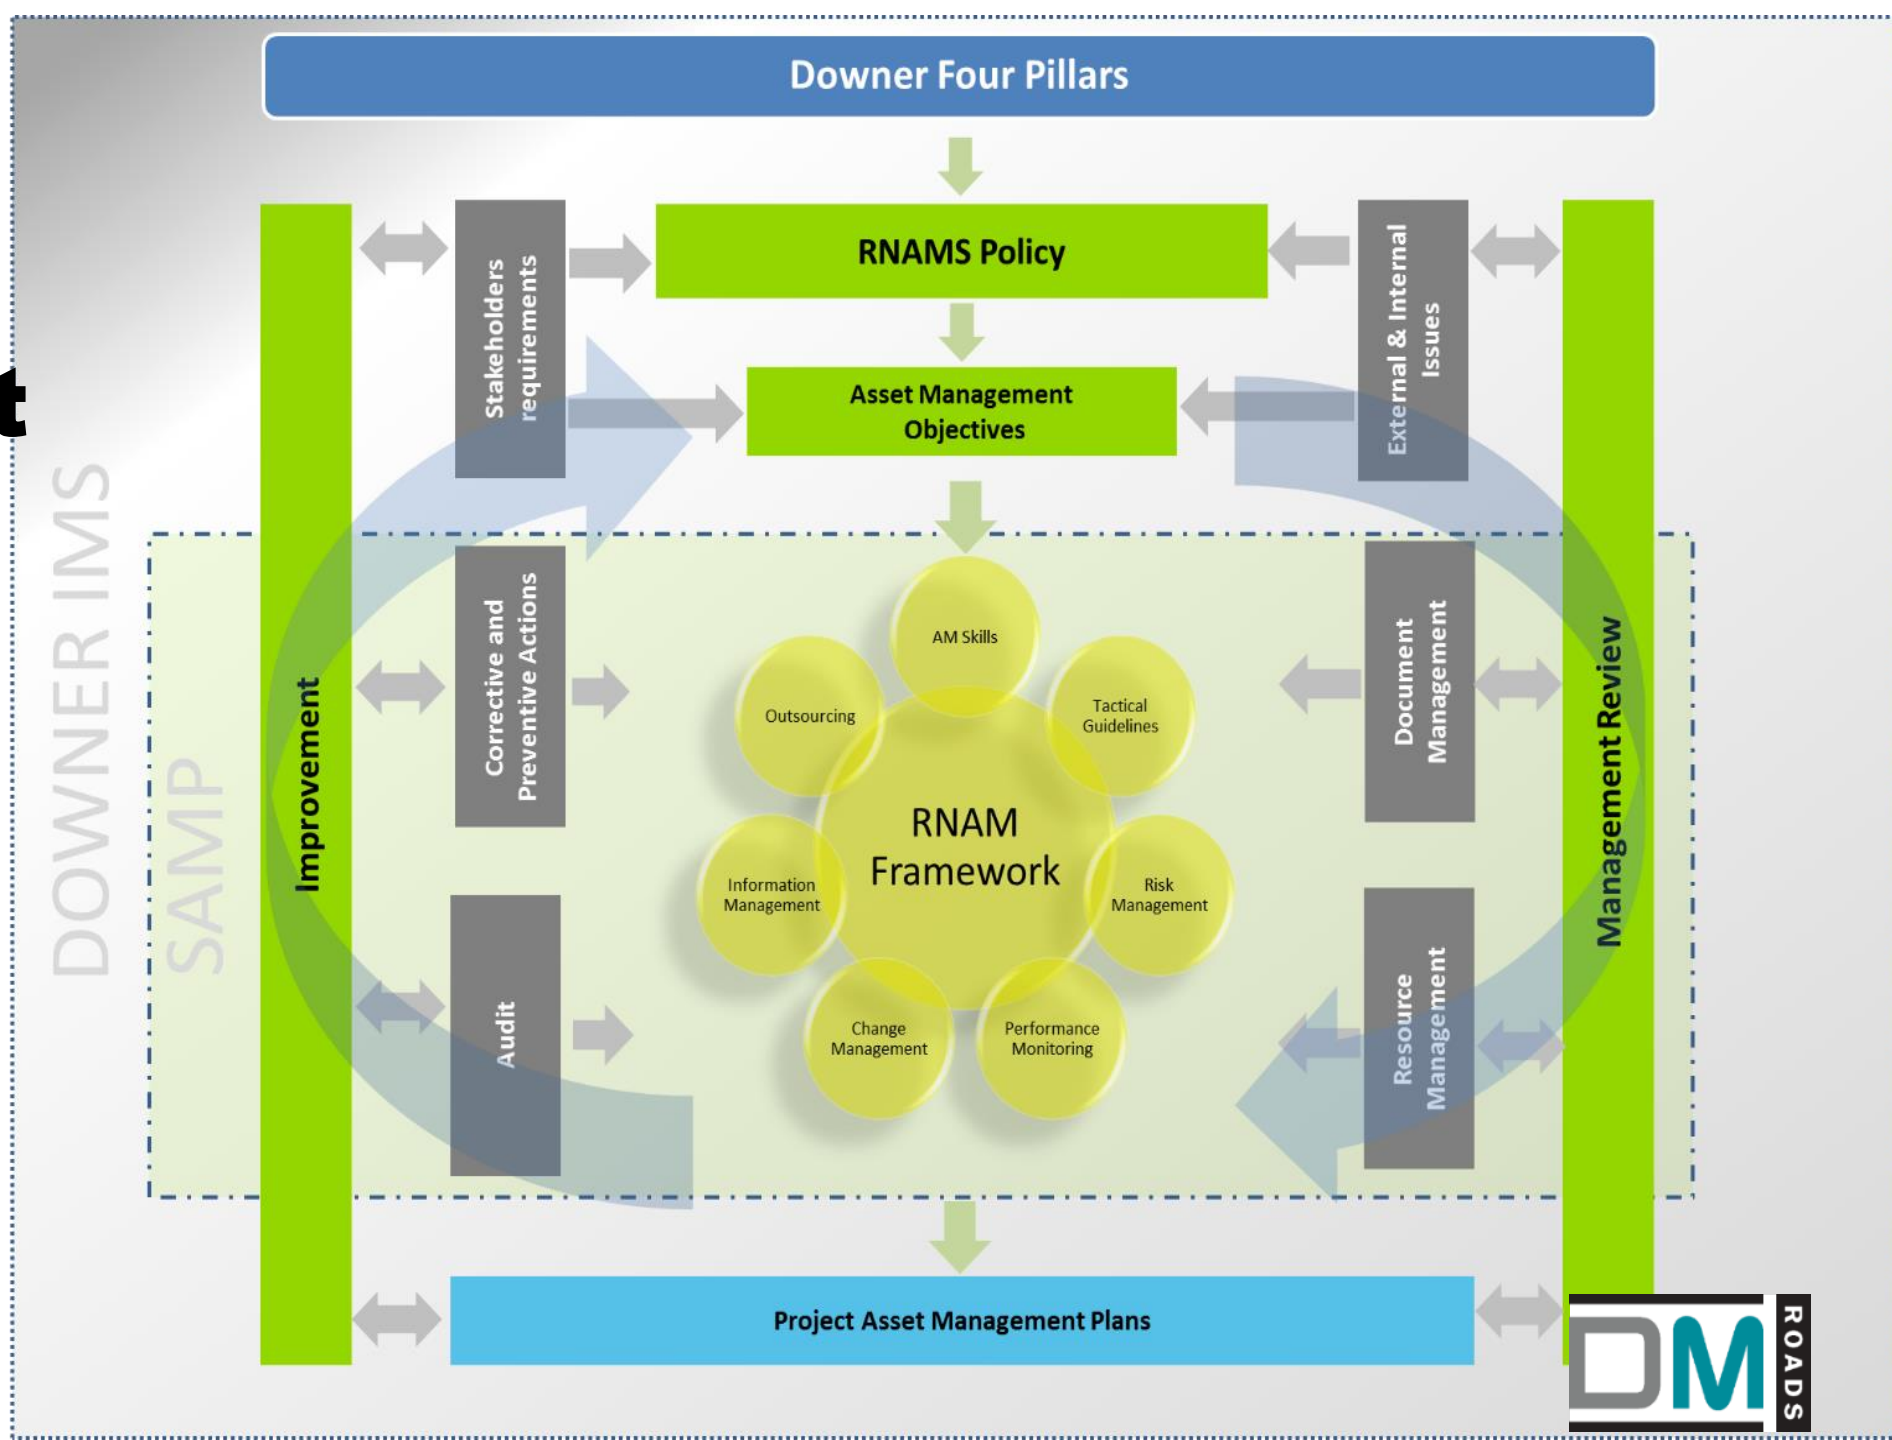 Downer Four Pillars
RNAMS Policy
Stakeholders
requirements
External & Internal
Issues
Asset Management
Objectives
t
DOWNER IMS
SAMP
Improvement
Corrective and
Preventive Actions
Audit
AM Skills
Outsourcing
Tactical
Guidelines
RNAM
Framework
Information
Management
Risk
Management
Change
Management
Performance
Monitoring
Document
Management
Resource
Management
Management Review
Project Asset Management Plans
DM
ROADS